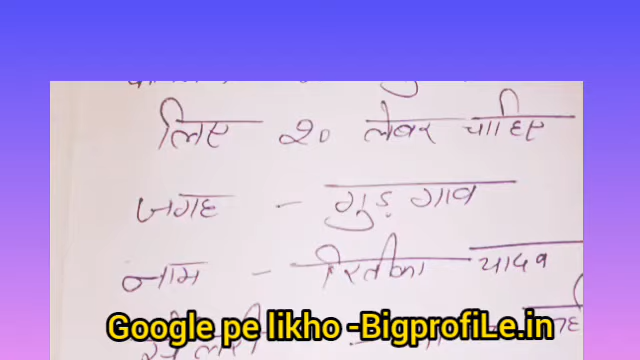 लिए २० लेबर चाहिए
जगह - गुड़गाव
नाम - रितीका यादव
Google pe likho -BigprofiLe.in